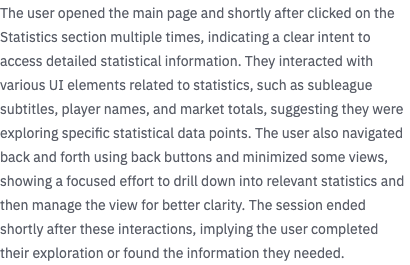 The user opened the main page and shortly after clicked on the
Statistics section multiple times, indicating a clear intent to
access detailed statistical information. They interacted with
various UI elements related to statistics, such as subleague
subtitles, player names, and market totals, suggesting they were
exploring specific statistical data points. The user also navigated
back and forth using back buttons and minimized some views,
showing a focused effort to drill down into relevant statistics and
then manage the view for better clarity. The session ended
shortly after these interactions, implying the user completed
their exploration or found the information they needed.